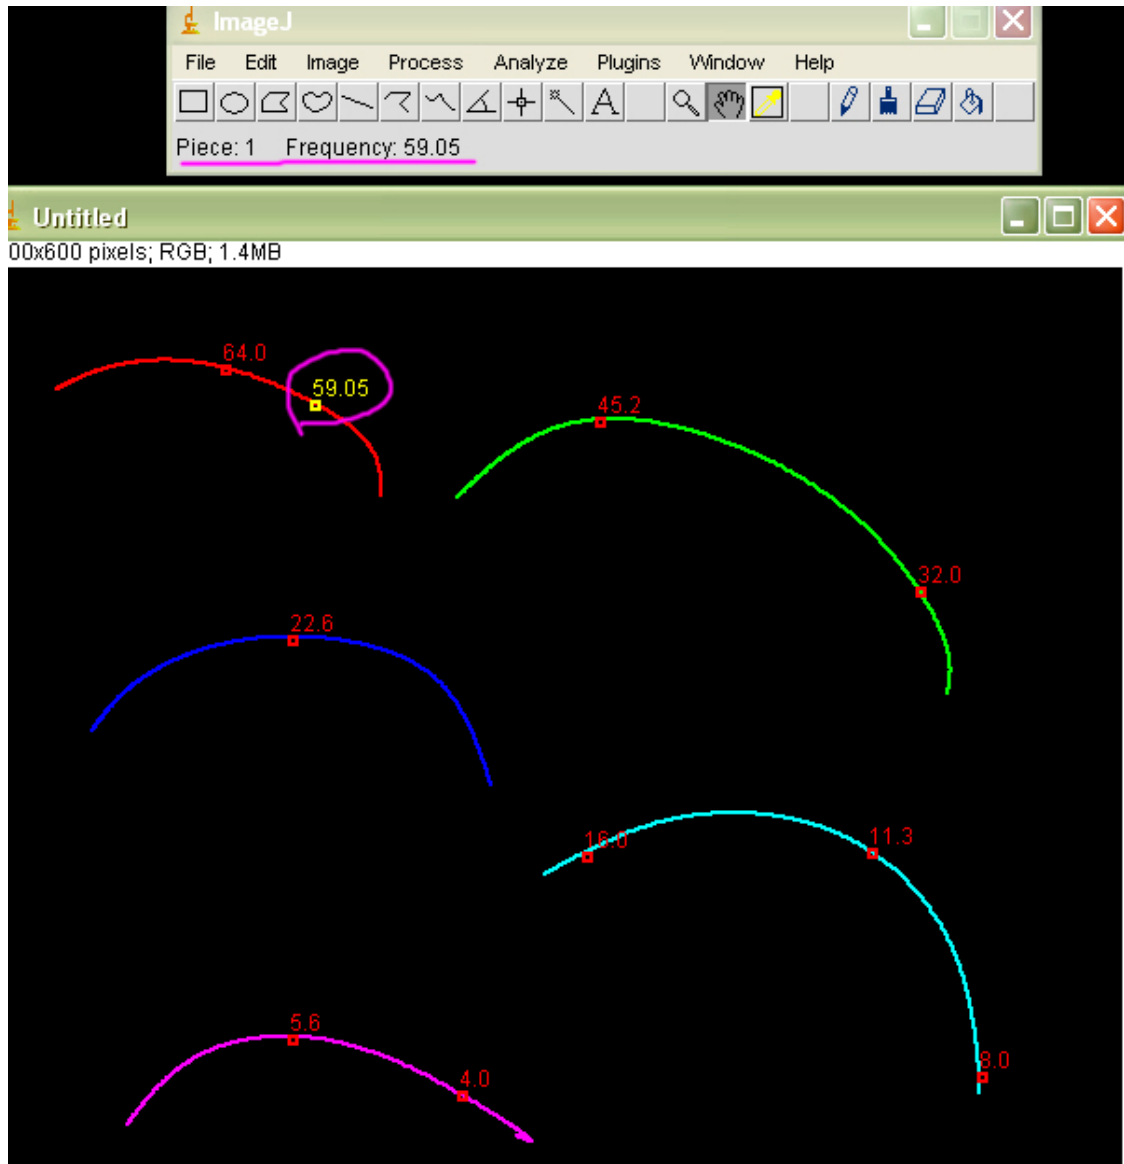 ImageJ
File Edit Image Process Analyze Plugins Window Help
A
Piece: 1 Frequency: 59.05
Untitled
00x600 pixels; RGB; 1.4MB
64.0
59.05
45.2
32.0
22.6
16.0
11.3
5.6
8.0
4.0